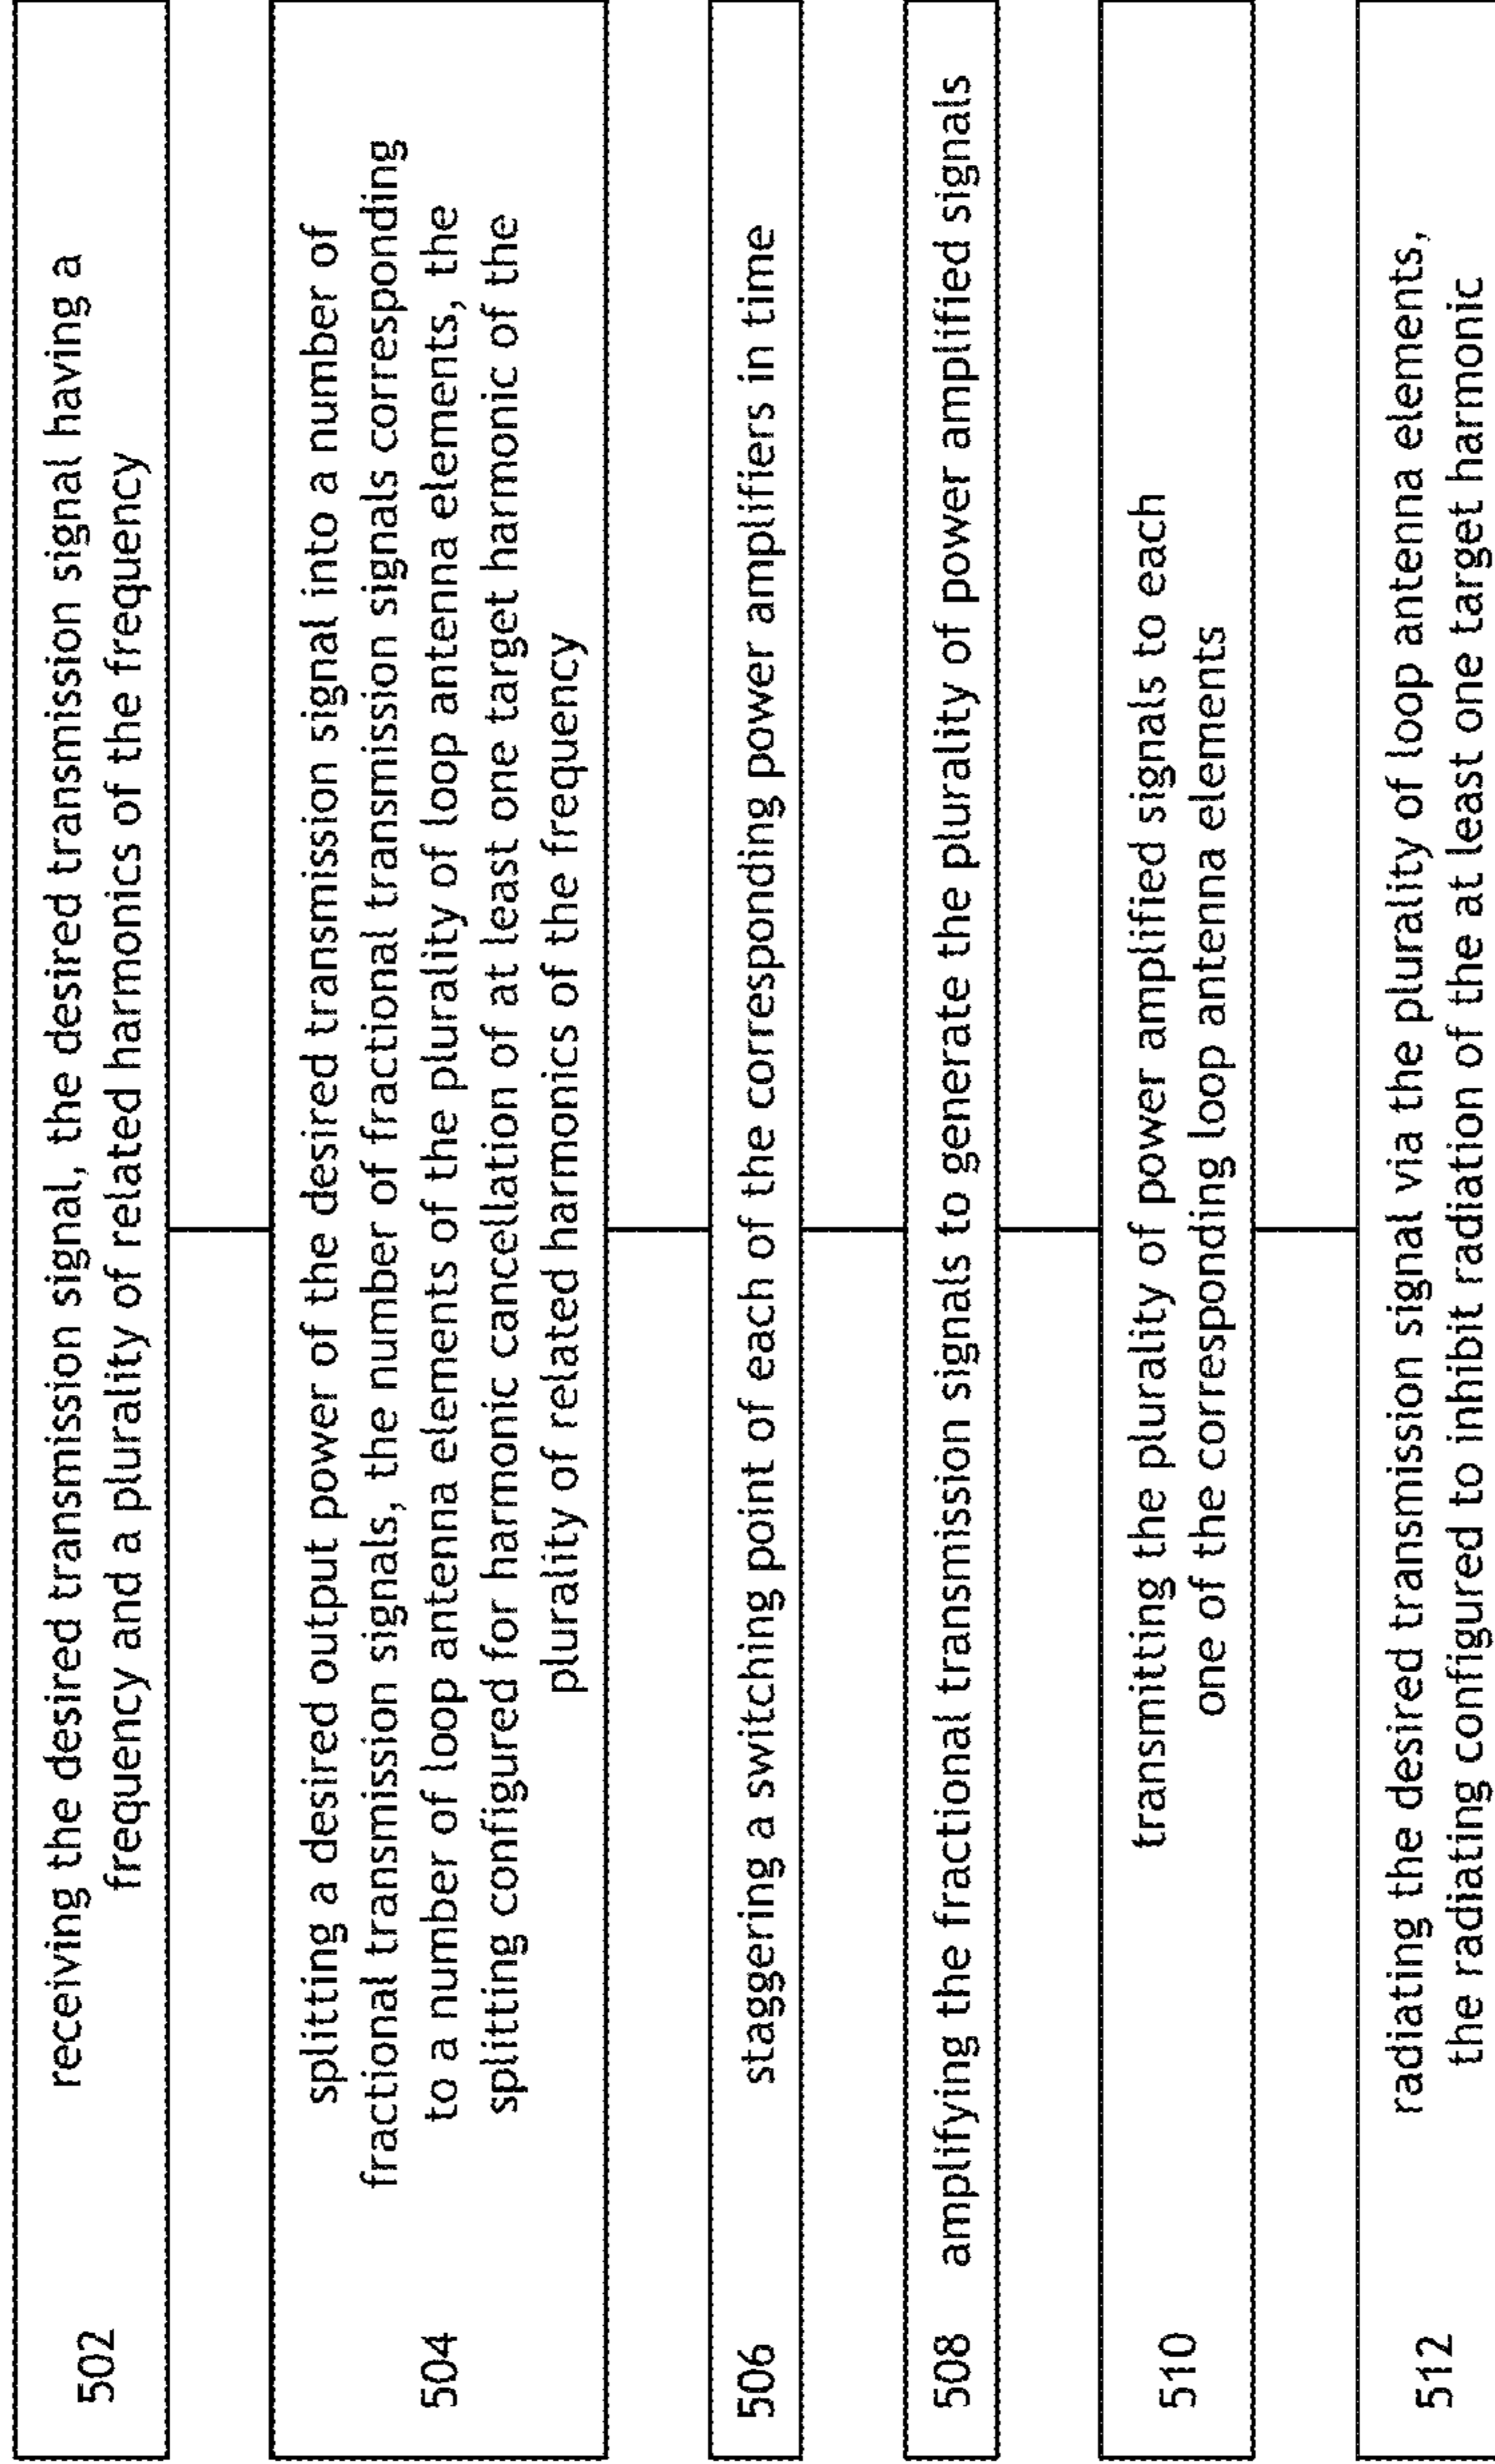 502
receiving the desired transmission signal, the desired transmission signal having a
frequency and a plurality of related harmonics of the frequency
504
splitting a desired output power of the desired transmission signal into a number of
fractional transmission signals, the number of fractional transmission signals corresponding
to a number of loop antenna elements of the plurality of loop antenna elements, the
splitting configured for harmonic cancellation of at least one target harmonic of the
plurality of related harmonics of the frequency
506
staggering a switching point of each of the corresponding power amplifiers in time
508
amplifying the fractional transmission signals to generate the plurality of power amplified signals
510
transmitting the plurality of power amplified signals to each
one of the corresponding loop antenna elements
512
radiating the desired transmission signal via the plurality of loop antenna elements,
the radiating configured to inhibit radiation of the at least one target harmonic